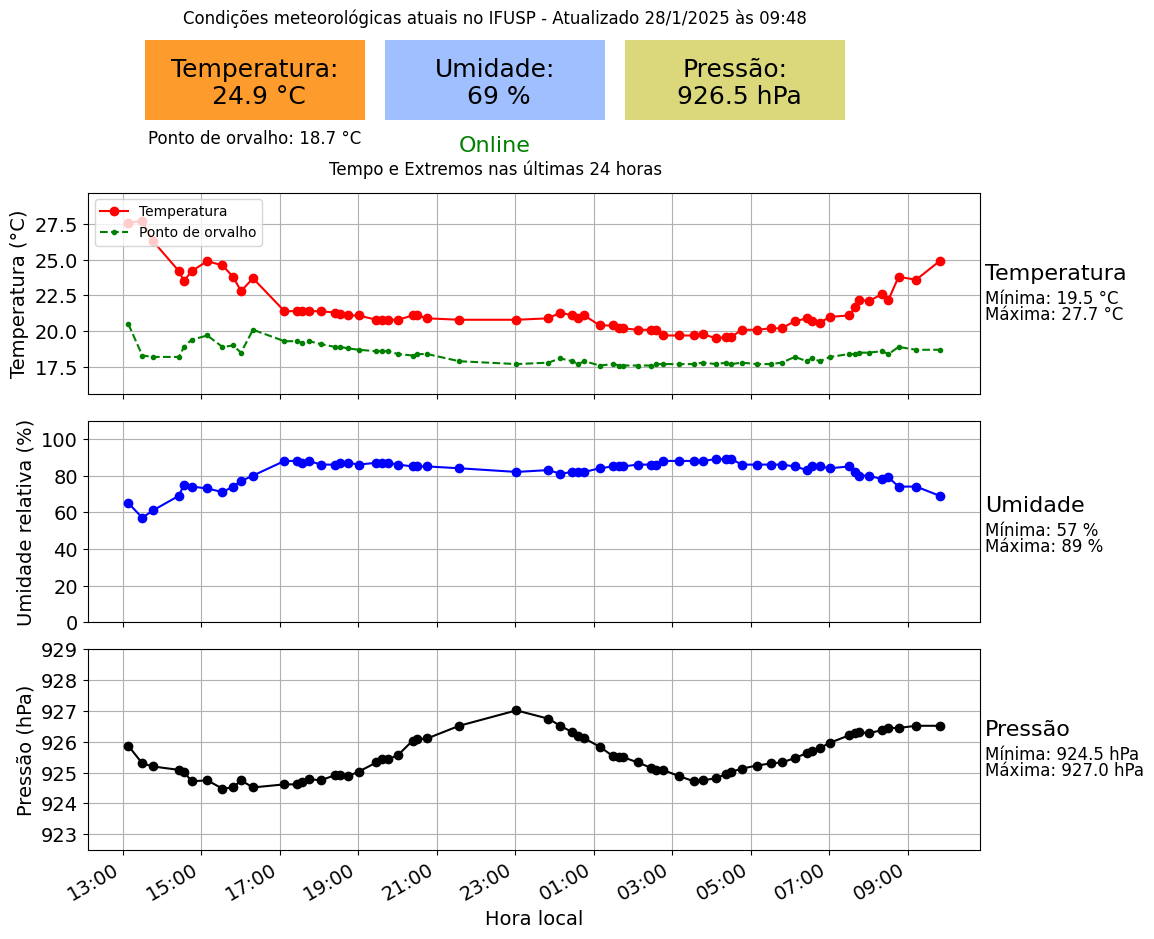 Condições meteorológicas atuais no IFUSP - Atualizado 28/1/2025 às 09:48
Temperatura:
24.9 °C
Umidade:
69 %
Pressão:
926.5 hPa
Ponto de orvalho: 18.7 °C
Online
Tempo e Extremos nas últimas 24 horas
Temperatura (°C)
27.5
25.0
22.5
20.0
17.5
Temperatura
Ponto de orvalho
Temperatura
Mínima: 19.5 °C
Máxima: 27.7 °C
Umidade relativa (%)
100
80
60
40
20
0
Umidade
Mínima: 57 %
Máxima: 89 %
Pressão (hPa)
929
928
927
926
925
924
923
Pressão
Mínima: 924.5 hPa
Máxima: 927.0 hPa
13:00
15:00
17:00
19:00
21:00
23:00
01:00
03:00
05:00
07:00
09:00
Hora local